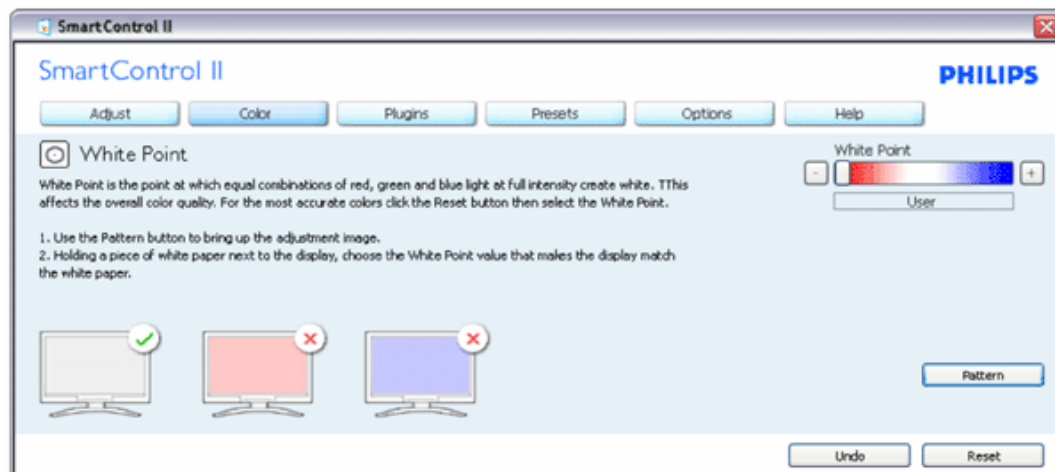 SmartControl II
SmartControl II
PHILIPS
Adjust Color Plugins Presets Options Help
White Point
White Point is the point at which equal combinations of red, green and blue light at full intensity create white. TThis
affects the overall color quality. For the most accurate colors click the Reset button then select the White Point.
1. Use the Pattern button to bring up the adjustment image.
2. Holding a piece of white paper next to the display, choose the White Point value that makes the display match
the white paper.
White Point
- +
User
Pattern
Undo Reset